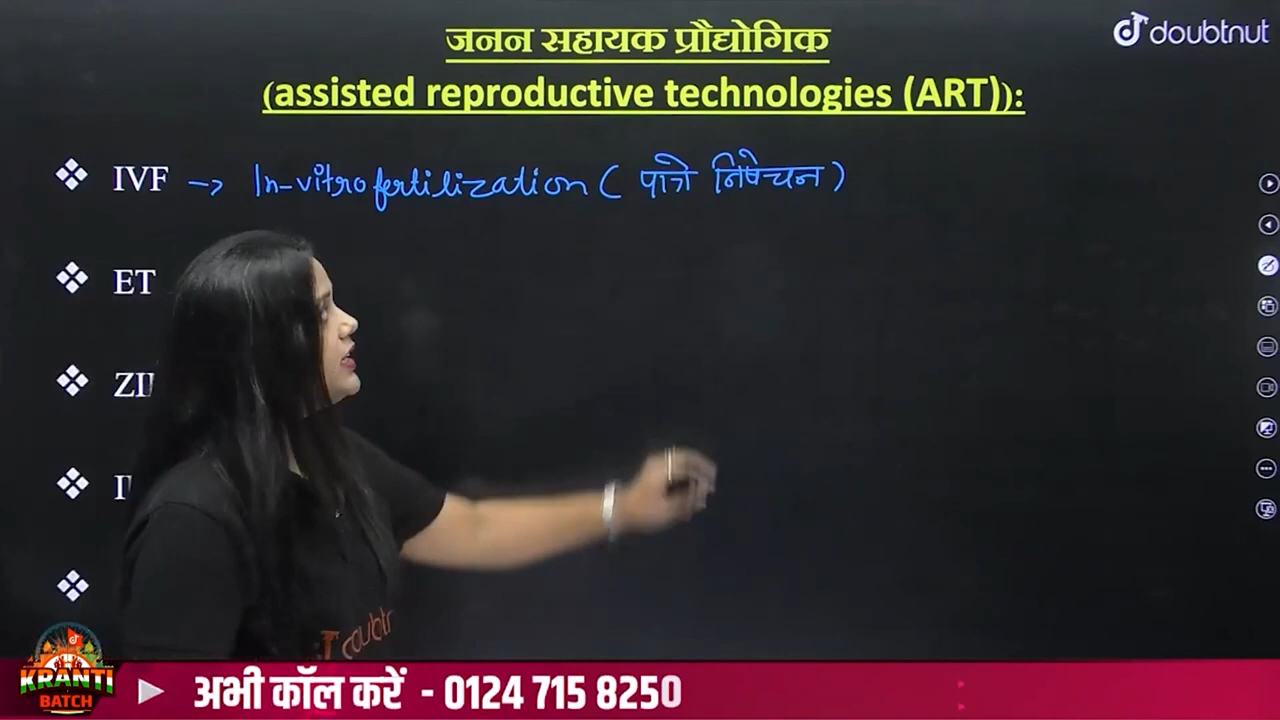 जनन सहायक प्रौद्योगिक
doubtnut
(assisted reproductive technologies (ART)):
IVF -> In-vitro fertilization ( पात्रे निषेचन )
ET
KRANTI
BATCH
अभी कॉल करें - 0124 715 8250